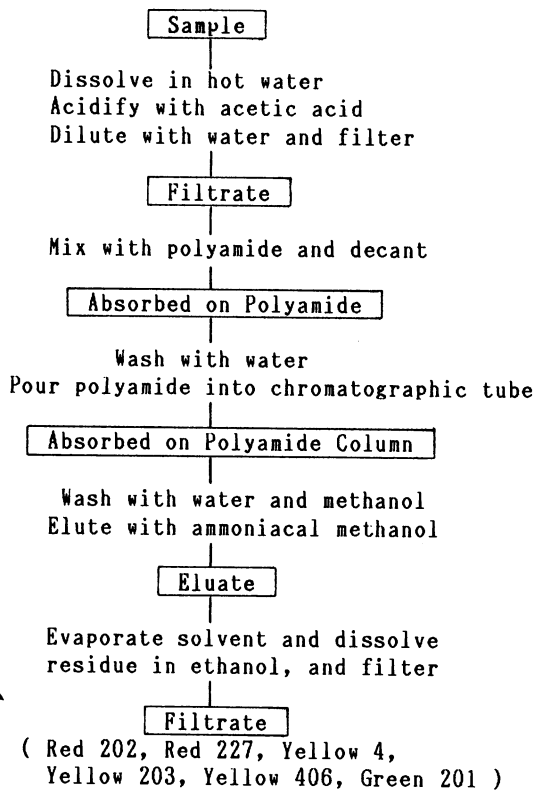 Sample
Dissolve in hot water
Acidify with acetic acid
Dilute with water and filter
Filtrate
Mix with polyamide and decant
Absorbed on Polyamide
Wash with water
Pour polyamide into chromatographic tube
Absorbed on Polyamide Column
Wash with water and methanol
Elute with ammoniacal methanol
Eluate
Evaporate solvent and dissolve
residue in ethanol, and filter
Filtrate
( Red 202, Red 227, Yellow 4,
Yellow 203, Yellow 406, Green 201 )